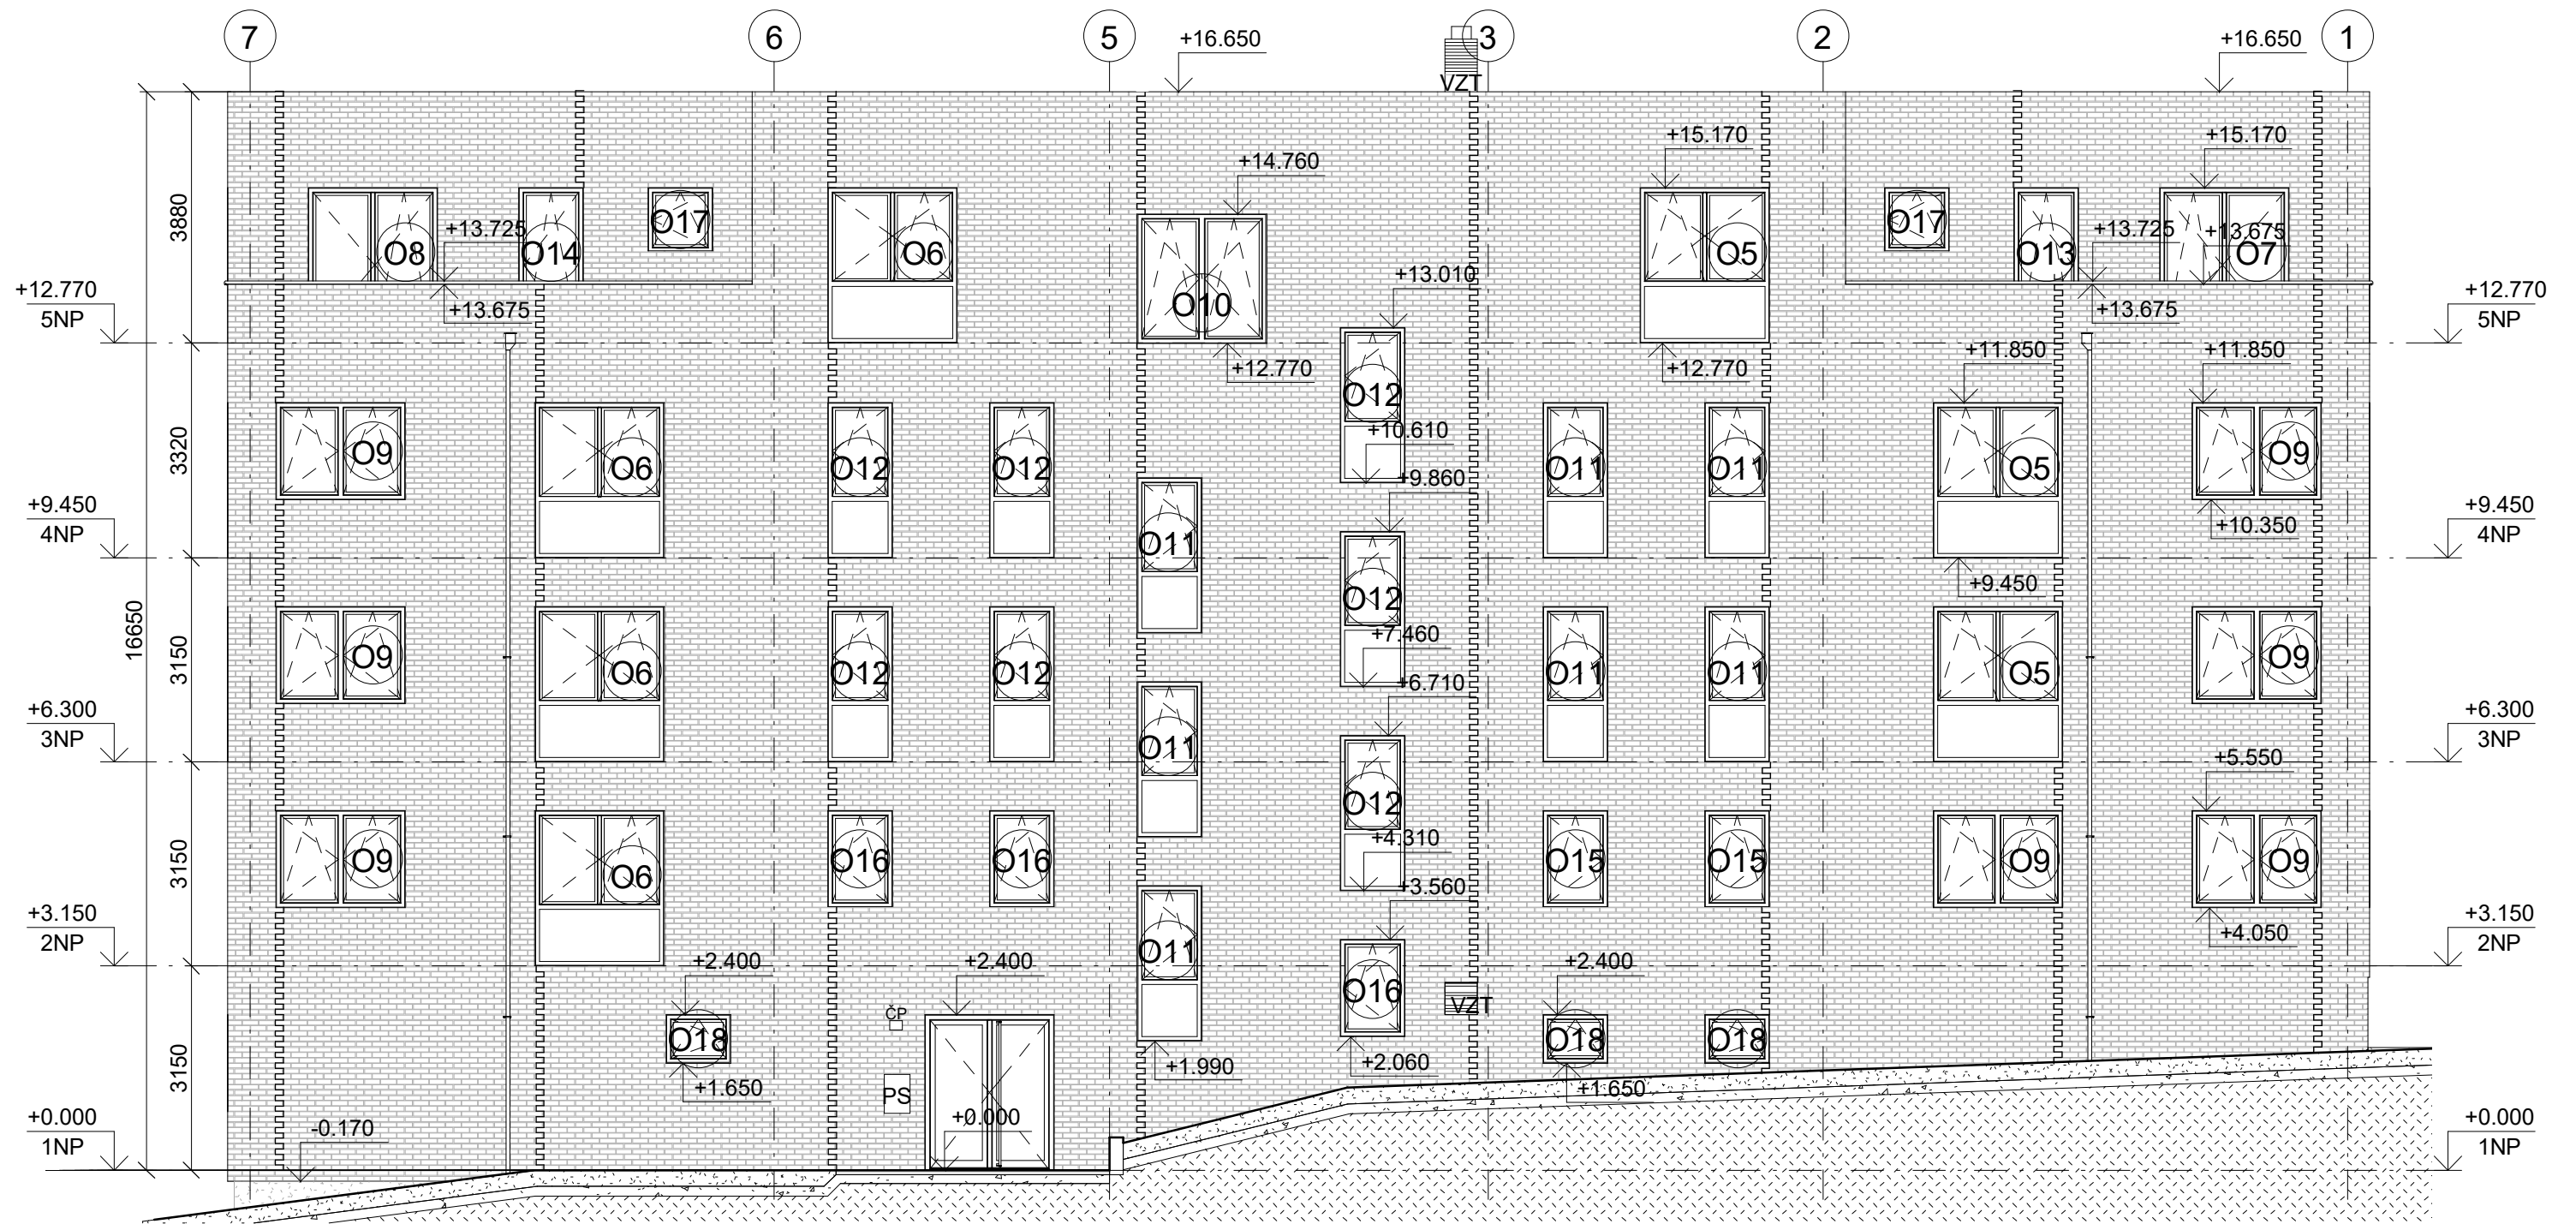 7
6
5
3
2
1
+16.650
+16.650
VZT
+15.170
+15.170
+14.760
3880
O17
O17
+13.725
+13.725
+13.675
O8
O14
O6
O5
O13
O7
+13.010
O10
+12.770
5NP
+13.675
+13.675
+12.770
5NP
+12.770
+12.770
+11.850
+11.850
O12
+10.610
3320
O9
O6
O12
O12
O11
O11
O5
O9
+9.860
+9.450
4NP
+10.350
+9.450
4NP
O11
+9.450
O12
16650
+7.460
3150
O9
O6
O12
O12
O11
O11
O5
O9
+6.710
+6.300
3NP
+6.300
3NP
O11
+5.550
O12
+4.310
3150
O9
O6
O16
O16
O15
O15
O9
O9
+3.560
+3.150
2NP
+4.050
+3.150
2NP
O11
+2.400
+2.400
+2.400
O16
VZT
ČP
O18
O18
O18
+1.990
+2.060
3150
+1.650
+1.650
PS
+0.000
1NP
-0.170
+0.000
+0.000
1NP